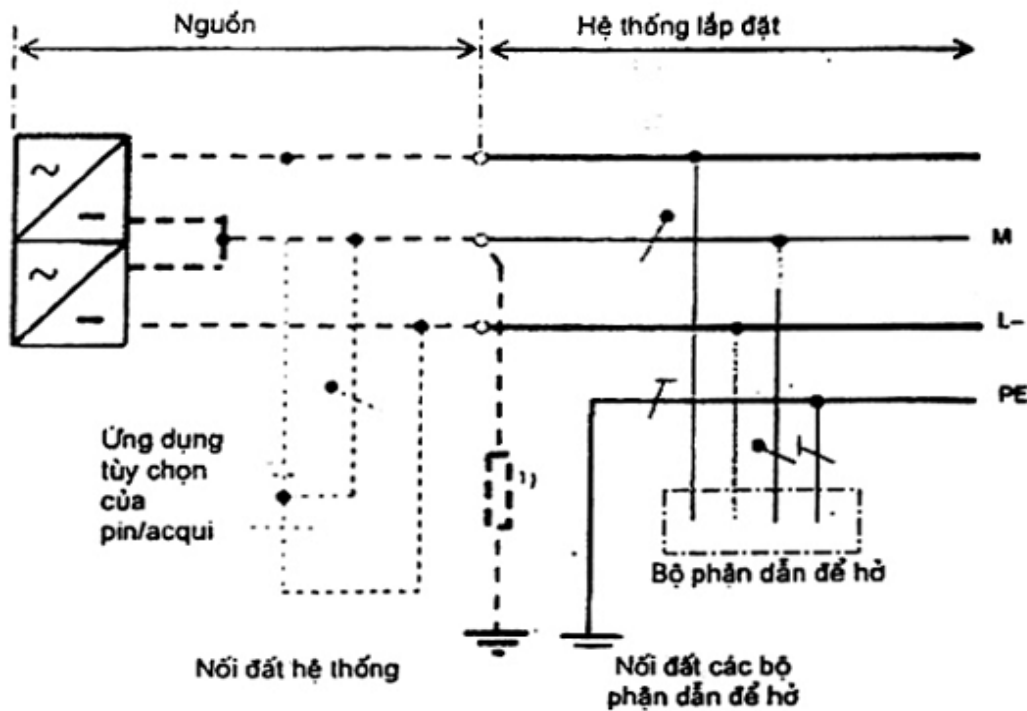 Nguồn
Hệ thống lắp đặt
M
L–
PE
Ứng dụng
tùy chọn
của
pin/acqui
1)
Bộ phận dẫn để hở
Nối đất hệ thống
Nối đất các bộ
phận dẫn để hở